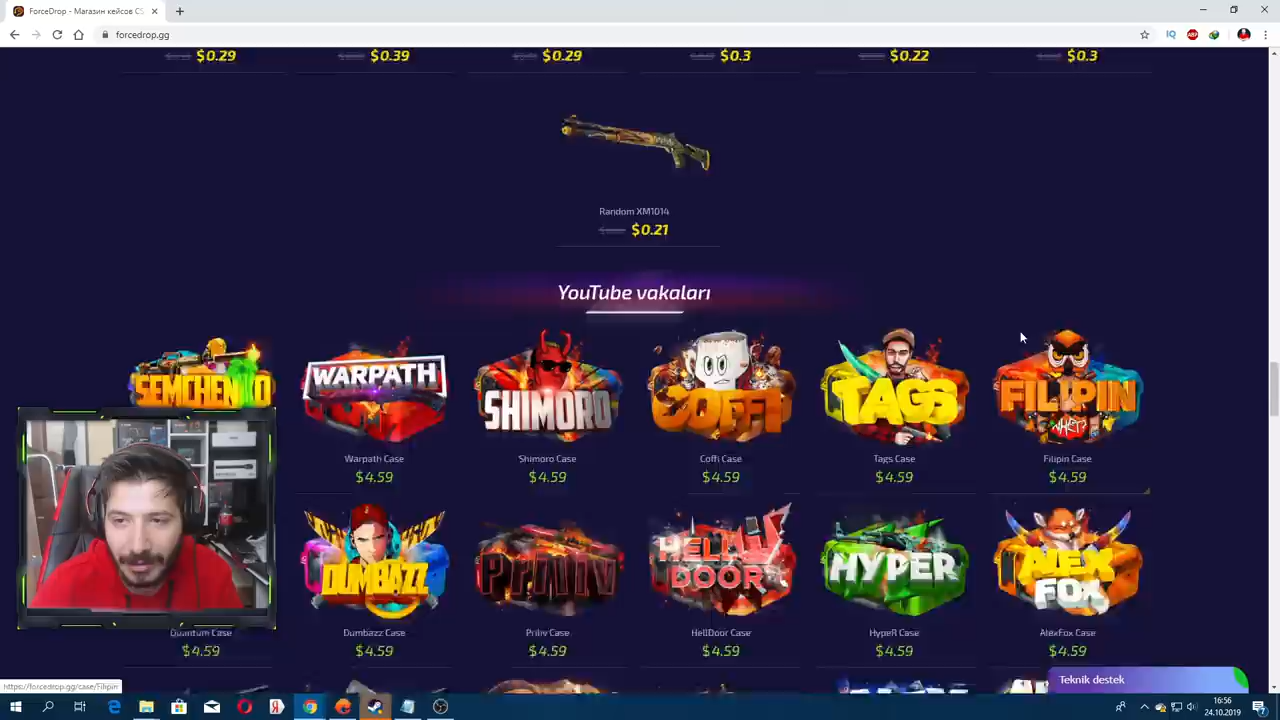 ForceDrop - Магазин кейсов CS
forcedrop.gg
$0.29
$0.39
$0.29
$0.3
$0.22
$0.3
Random XM1014
$0.21
YouTube vakaları
WARPATH
SHIMORO
COFFI
TAGS
FILIPIN
WHAT?
Warpath Case
Shimoro Case
Coffi Case
Tags Case
Filipin Case
$4.59
$4.59
$4.59
$4.59
$4.59
DUMBAZZ
Priliv
HELL DOOR
HYPER
ALEX FOX
Quantum Case
Dumbazz Case
Priliv Case
HellDoor Case
HypeR Case
AlexFox Case
$4.59
$4.59
$4.59
$4.59
$4.59
$4.59
https://forcedrop.gg/case/Filipin
Teknik destek
16:56
24.10.2019